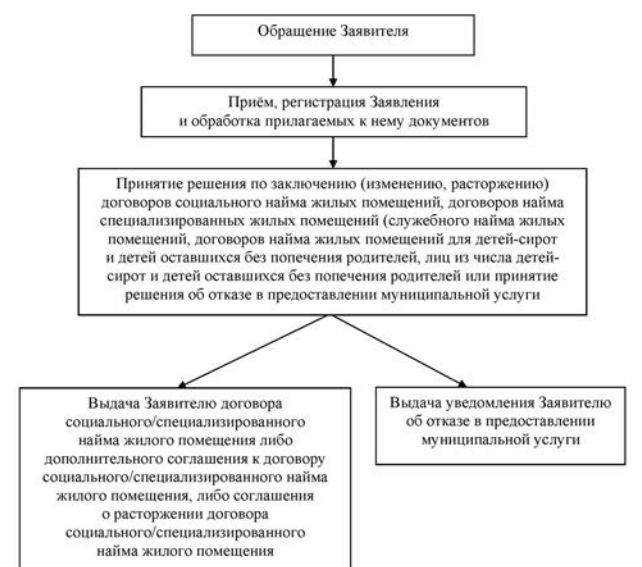 Обращение Заявителя
Приём, регистрация Заявления
и обработка прилагаемых к нему документов
Принятие решения по заключению (изменению, расторжению)
договоров социального найма жилых помещений, договоров найма
специализированных жилых помещений (служебного найма жилых
помещений, договоров найма жилых помещений для детей-сирот
и детей оставшихся без попечения родителей, лиц из числа детей-
сирот и детей оставшихся без попечения родителей или принятие
решения об отказе в предоставлении муниципальной услуги
Выдача Заявителю договора
социального/специализированного
найма жилого помещения либо
дополнительного соглашения к договору
социального/специализированного найма
жилого помещения, либо соглашения
о расторжении договора
социального/специализированного
найма жилого помещения
Выдача уведомления Заявителю
об отказе в предоставлении
муниципальной услуги